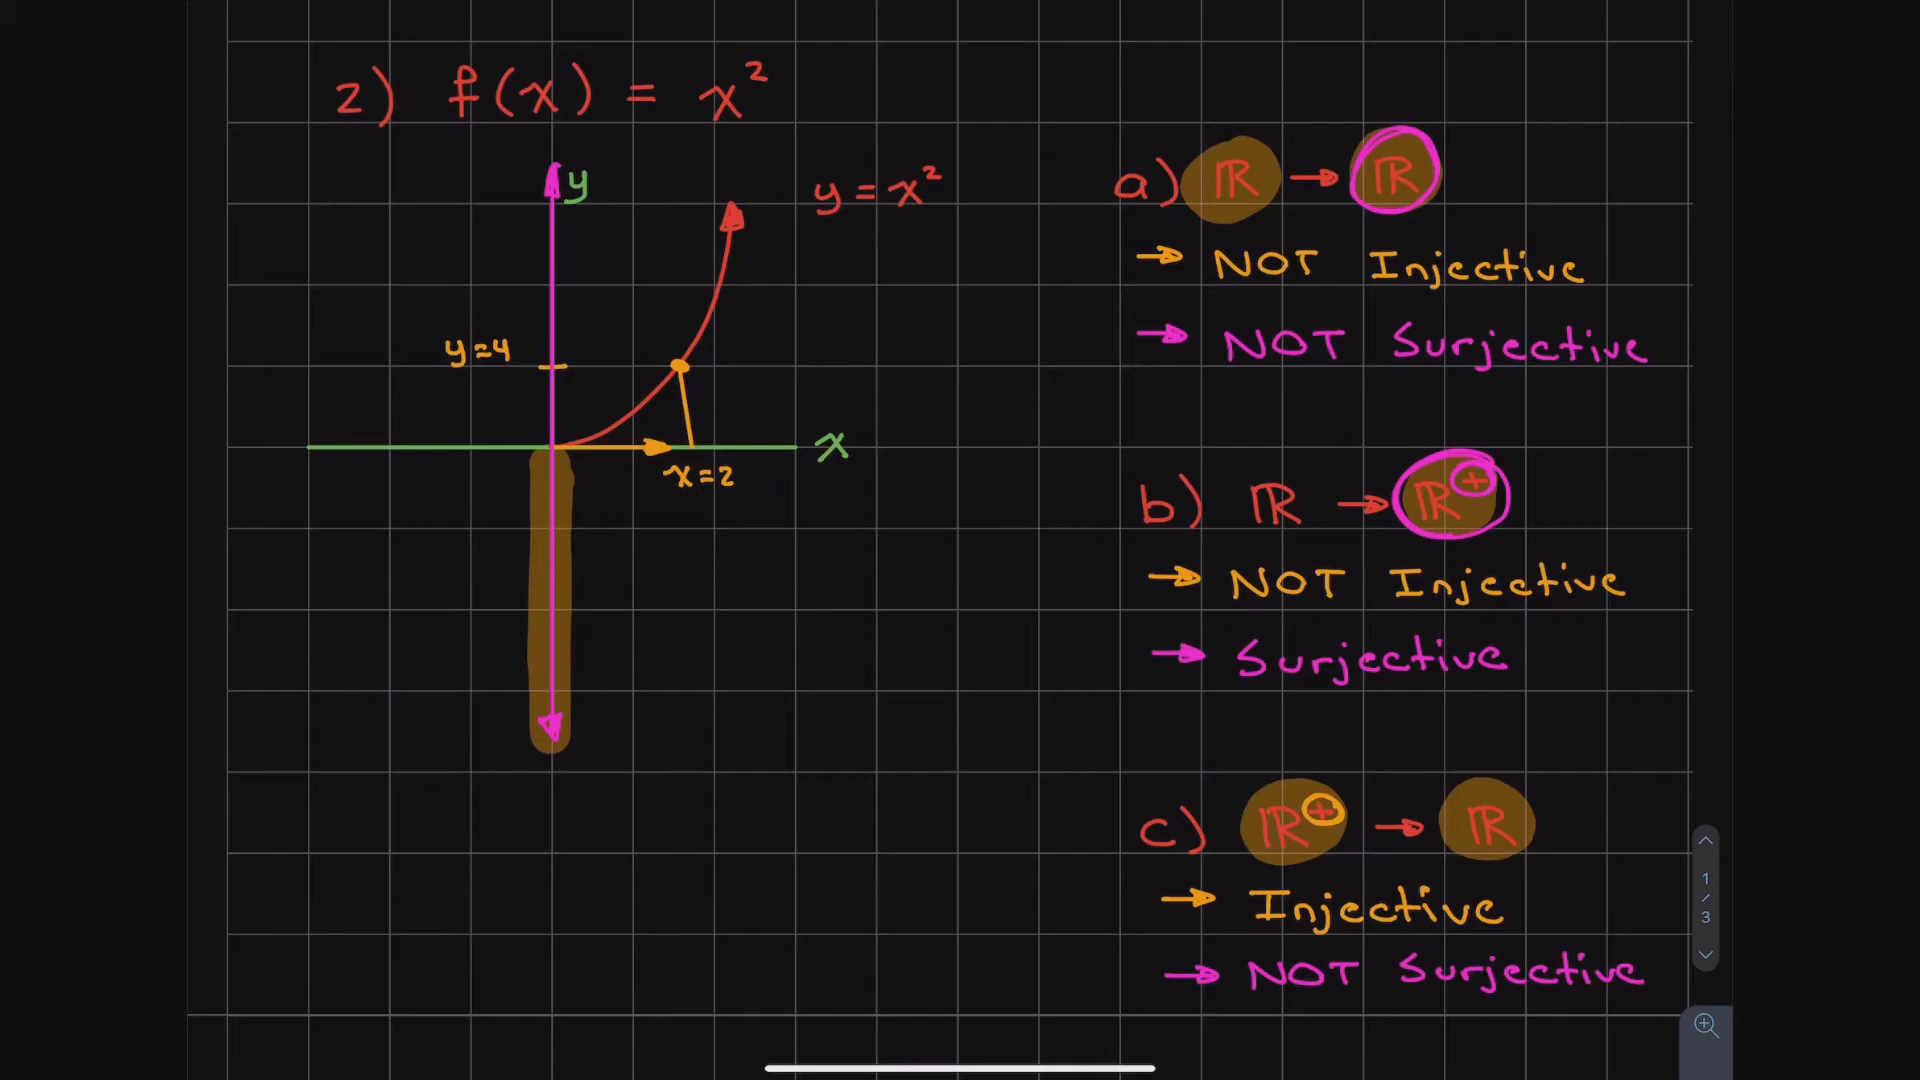 2) f(x) = x²
y
y = x²
y=4
x
x=2
a) ℝ → ℝ
→ NOT Injective
→ NOT Surjective
b) ℝ → ℝ⁺
→ NOT Injective
→ Surjective
c) ℝ⁺ → ℝ
→ Injective
→ NOT Surjective
1
/
3